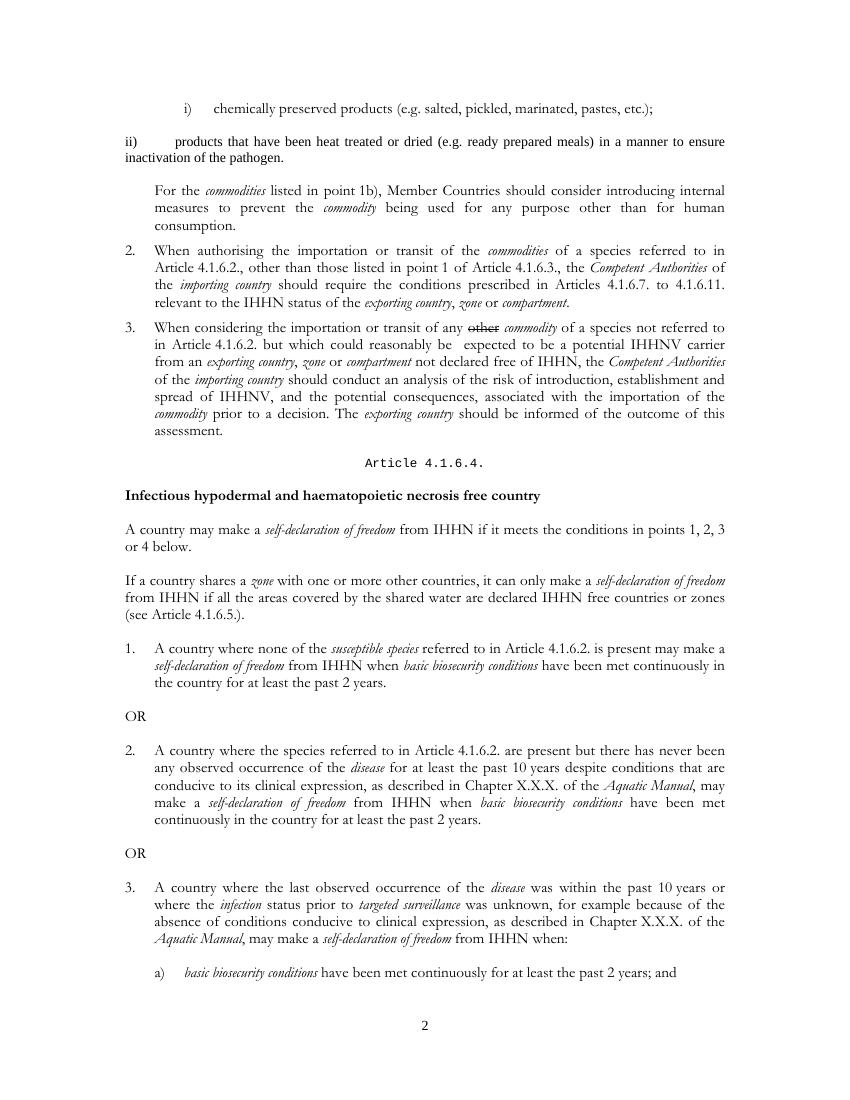 i) chemically preserved products (e.g. salted, pickled, marinated, pastes, etc.);
ii) products that have been heat treated or dried (e.g. ready prepared meals) in a manner to ensure
inactivation of the pathogen.
For the commodities listed in point 1b), Member Countries should consider introducing internal
measures to prevent the commodity being used for any purpose other than for human
consumption.
2. When authorising the importation or transit of the commodities of a species referred to in
Article 4.1.6.2., other than those listed in point 1 of Article 4.1.6.3., the Competent Authorities of
the importing country should require the conditions prescribed in Articles 4.1.6.7. to 4.1.6.11.
relevant to the IHHN status of the exporting country, zone or compartment.
3. When considering the importation or transit of any other commodity of a species not referred to
in Article 4.1.6.2. but which could reasonably be expected to be a potential IHHNV carrier
from an exporting country, zone or compartment not declared free of IHHN, the Competent Authorities
of the importing country should conduct an analysis of the risk of introduction, establishment and
spread of IHHNV, and the potential consequences, associated with the importation of the
commodity prior to a decision. The exporting country should be informed of the outcome of this
assessment.
Article 4.1.6.4.
Infectious hypodermal and haematopoietic necrosis free country
A country may make a self-declaration of freedom from IHHN if it meets the conditions in points 1, 2, 3
or 4 below.
If a country shares a zone with one or more other countries, it can only make a self-declaration of freedom
from IHHN if all the areas covered by the shared water are declared IHHN free countries or zones
(see Article 4.1.6.5.).
1. A country where none of the susceptible species referred to in Article 4.1.6.2. is present may make a
self-declaration of freedom from IHHN when basic biosecurity conditions have been met continuously in
the country for at least the past 2 years.
OR
2. A country where the species referred to in Article 4.1.6.2. are present but there has never been
any observed occurrence of the disease for at least the past 10 years despite conditions that are
conducive to its clinical expression, as described in Chapter X.X.X. of the Aquatic Manual, may
make a self-declaration of freedom from IHHN when basic biosecurity conditions have been met
continuously in the country for at least the past 2 years.
OR
3. A country where the last observed occurrence of the disease was within the past 10 years or
where the infection status prior to targeted surveillance was unknown, for example because of the
absence of conditions conducive to clinical expression, as described in Chapter X.X.X. of the
Aquatic Manual, may make a self-declaration of freedom from IHHN when:
a) basic biosecurity conditions have been met continuously for at least the past 2 years; and
2